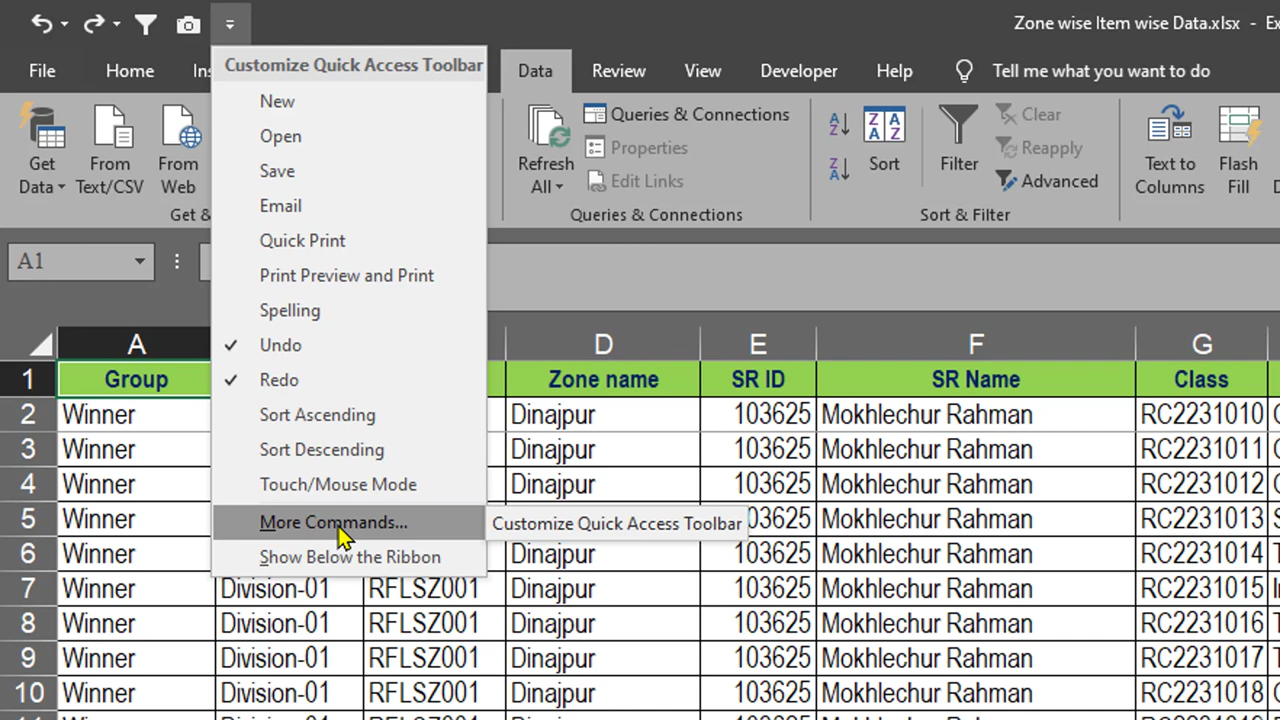 Zone wise Item wise Data.xlsx - Ex
File Home Ins Data Review View Developer Help Tell me what you want to do
Customize Quick Access Toolbar
New
Open
Save
Email
Quick Print
Print Preview and Print
Spelling
Undo
Redo
Sort Ascending
Sort Descending
Touch/Mouse Mode
More Commands...
Show Below the Ribbon
Customize Quick Access Toolbar
Get
Data
From
Text/CSV
From
Web
Get &
Refresh
All
Queries & Connections
Properties
Edit Links
Queries & Connections
A
Z
Z
A
Z A
A Z
Sort
Filter
Clear
Reapply
Advanced
Sort & Filter
Text to
Columns
Flash
Fill
D
A1
A D E F G
1 Group Zone name SR ID SR Name Class
2 Winner Dinajpur 103625 Mokhlechur Rahman RC2231010
3 Winner Dinajpur 103625 Mokhlechur Rahman RC2231011
4 Winner Dinajpur 103625 Mokhlechur Rahman RC2231012
5 Winner 03625 Mokhlechur Rahman RC2231013 S
6 Winner Dinajpur 103625 Mokhlechur Rahman RC2231014 T
7 Winner Division-01 RFLSZ001 Dinajpur 103625 Mokhlechur Rahman RC2231015 I
8 Winner Division-01 RFLSZ001 Dinajpur 103625 Mokhlechur Rahman RC2231016 T
9 Winner Division-01 RFLSZ001 Dinajpur 103625 Mokhlechur Rahman RC2231017 T
10 Winner Division-01 RFLSZ001 Dinajpur 103625 Mokhlechur Rahman RC2231018